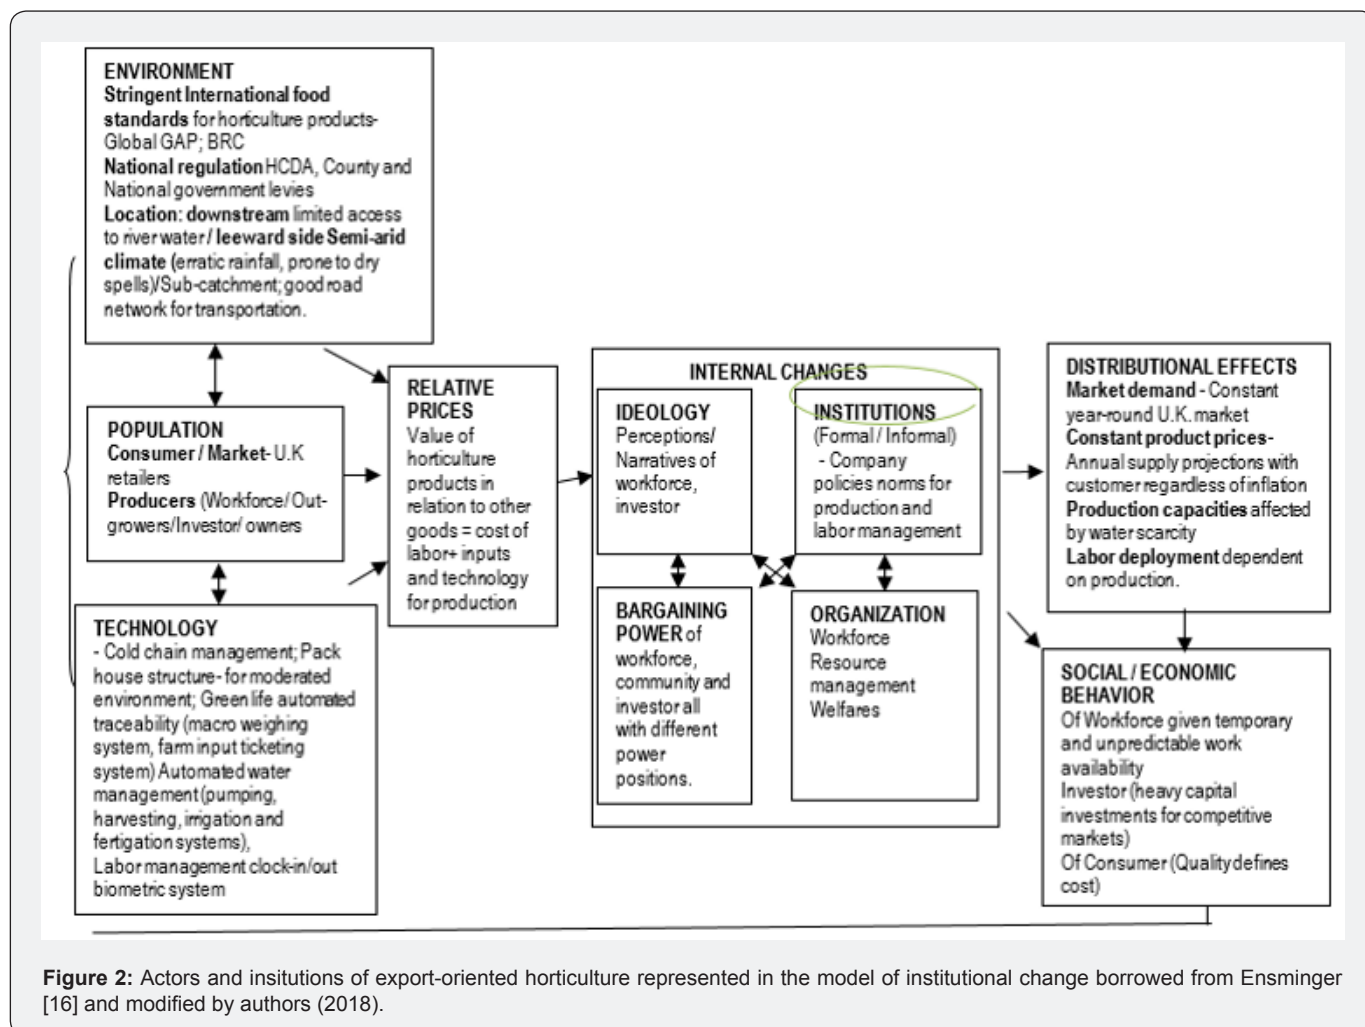 ENVIRONMENT
Stringent International food
standards for horticulture products-
Global GAP; BRC
National regulation HCDA, County and
National government levies
Location: downstream limited access
to river water / leeward side Semi-arid
climate (erratic rainfall, prone to dry
spells)/Sub-catchment; good road
network for transportation.
POPULATION
Consumer / Market- U.K
retailers
Producers (Workforce/ Out-
growers/Investor/ owners
TECHNOLOGY
- Cold chain management; Pack
house structure- for moderated
environment; Green life automated
traceability (macro weighing
system, farm input ticketing
system) Automated water
management (pumping,
harvesting, irrigation and
fertigation systems),
Labor management clock-in/out
biometric system
RELATIVE
PRICES
Value of
horticulture
products in
relation to other
goods = cost of
labor+ inputs
and technology
for production
INTERNAL CHANGES
IDEOLOGY
Perceptions/
Narratives of
workforce,
investor
INSTITUTIONS
(Formal / Informal)
- Company
policies norms for
production and
labor management
BARGAINING
POWER of
workforce,
community and
investor all
with different
power
positions.
ORGANIZATION
Workforce
Resource
management
Welfares
DISTRIBUTIONAL EFFECTS
Market demand - Constant
year-round U.K. market
Constant product prices-
Annual supply projections with
customer regardless of inflation
Production capacities affected
by water scarcity
Labor deployment dependent
on production.
SOCIAL / ECONOMIC
BEHAVIOR
Of Workforce given temporary
and unpredictable work
availability
Investor (heavy capital
investments for competitive
markets)
Of Consumer (Quality defines
cost)
Figure 2: Actors and insitutions of export-oriented horticulture represented in the model of institutional change borrowed from Ensminger
[16] and modified by authors (2018).